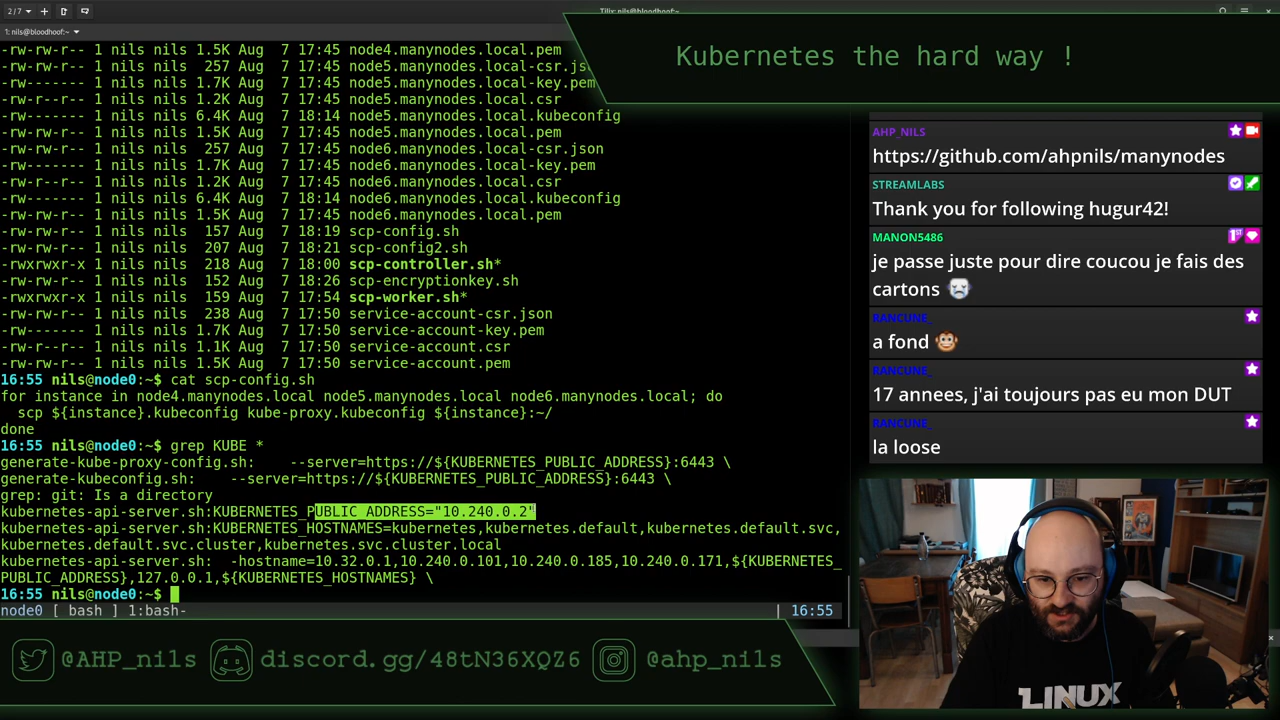 2/7
Tilix: nils@bloodhoof:~
1: nils@bloodhoof:~
Kubernetes the hard way !
-rw-rw-r-- 1 nils nils 1.5K Aug  7 17:45 node4.manynodes.local.pem
-rw-rw-r-- 1 nils nils  257 Aug  7 17:45 node5.manynodes.local-csr.json
-rw------- 1 nils nils 1.7K Aug  7 17:45 node5.manynodes.local-key.pem
-rw-r--r-- 1 nils nils 1.2K Aug  7 17:45 node5.manynodes.local.csr
-rw------- 1 nils nils 6.4K Aug  7 18:14 node5.manynodes.local.kubeconfig
-rw-rw-r-- 1 nils nils 1.5K Aug  7 17:45 node5.manynodes.local.pem
-rw-rw-r-- 1 nils nils  257 Aug  7 17:45 node6.manynodes.local-csr.json
-rw------- 1 nils nils 1.7K Aug  7 17:45 node6.manynodes.local-key.pem
-rw-r--r-- 1 nils nils 1.2K Aug  7 17:45 node6.manynodes.local.csr
-rw------- 1 nils nils 6.4K Aug  7 18:14 node6.manynodes.local.kubeconfig
-rw-rw-r-- 1 nils nils 1.5K Aug  7 17:45 node6.manynodes.local.pem
-rw-rw-r-- 1 nils nils  157 Aug  7 18:19 scp-config.sh
-rw-rw-r-- 1 nils nils  207 Aug  7 18:21 scp-config2.sh
-rwxrwxr-x 1 nils nils  218 Aug  7 18:00 scp-controller.sh*
-rw-rw-r-- 1 nils nils  152 Aug  7 18:26 scp-encryptionkey.sh
-rwxrwxr-x 1 nils nils  159 Aug  7 17:54 scp-worker.sh*
-rw-rw-r-- 1 nils nils  238 Aug  7 17:50 service-account-csr.json
-rw------- 1 nils nils 1.7K Aug  7 17:50 service-account-key.pem
-rw-r--r-- 1 nils nils 1.1K Aug  7 17:50 service-account.csr
-rw-rw-r-- 1 nils nils 1.5K Aug  7 17:50 service-account.pem
16:55 nils@node0:~$ cat scp-config.sh
for instance in node4.manynodes.local node5.manynodes.local node6.manynodes.local; do
  scp ${instance}.kubeconfig kube-proxy.kubeconfig ${instance}:~/
done
16:55 nils@node0:~$ grep KUBE *
generate-kube-proxy-config.sh:    --server=https://${KUBERNETES_PUBLIC_ADDRESS}:6443 \
generate-kubeconfig.sh:    --server=https://${KUBERNETES_PUBLIC_ADDRESS}:6443 \
grep: git: Is a directory
kubernetes-api-server.sh:KUBERNETES_PUBLIC_ADDRESS="10.240.0.2"
kubernetes-api-server.sh:KUBERNETES_HOSTNAMES=kubernetes,kubernetes.default,kubernetes.default.svc,
kubernetes.default.svc.cluster,kubernetes.svc.cluster.local
kubernetes-api-server.sh:  -hostname=10.32.0.1,10.240.0.101,10.240.0.185,10.240.0.171,${KUBERNETES_
PUBLIC_ADDRESS},127.0.0.1,${KUBERNETES_HOSTNAMES} \
16:55 nils@node0:~$
node0 [ bash ] 1:bash- | 16:55
AHP_NILS
https://github.com/ahpnils/manynodes
STREAMLABS
Thank you for following hugur42!
MANON5486
1ST
je passe juste pour dire coucou je fais des
cartons
RANCUNE_
a fond
RANCUNE_
17 annees, j'ai toujours pas eu mon DUT
RANCUNE_
la loose
LINUX
@AHP_nils discord.gg/48tN36XQZ6 @ahp_nils